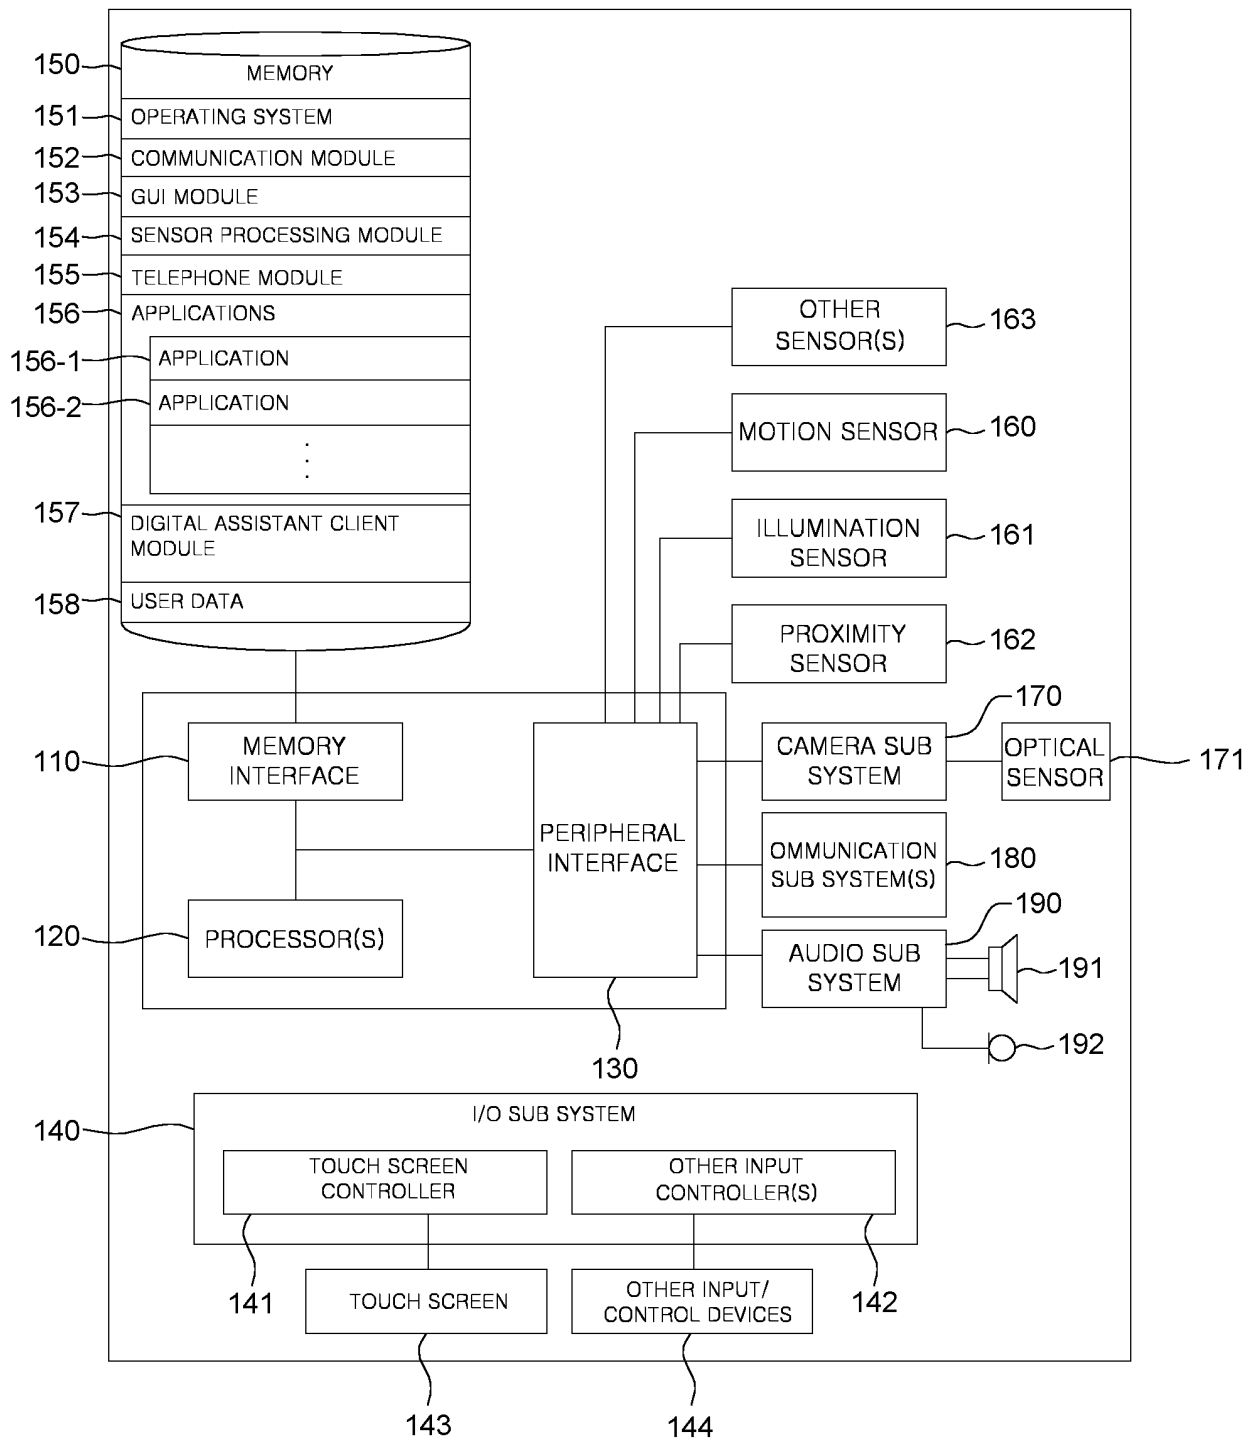 150
MEMORY
151
OPERATING SYSTEM
152
COMMUNICATION MODULE
153
GUI MODULE
154
SENSOR PROCESSING MODULE
155
TELEPHONE MODULE
156
APPLICATIONS
156-1
APPLICATION
156-2
APPLICATION
157
DIGITAL ASSISTANT CLIENT
MODULE
158
USER DATA
OTHER
SENSOR(S)
163
MOTION SENSOR
160
ILLUMINATION
SENSOR
161
PROXIMITY
SENSOR
162
110
MEMORY
INTERFACE
120
PROCESSOR(S)
PERIPHERAL
INTERFACE
130
CAMERA SUB
SYSTEM
170
OPTICAL
SENSOR
171
OMMUNICATION
SUB SYSTEM(S)
180
AUDIO SUB
SYSTEM
190
191
192
140
I/O SUB SYSTEM
TOUCH SCREEN
CONTROLLER
OTHER INPUT
CONTROLLER(S)
141
142
TOUCH SCREEN
OTHER INPUT/
CONTROL DEVICES
143
144